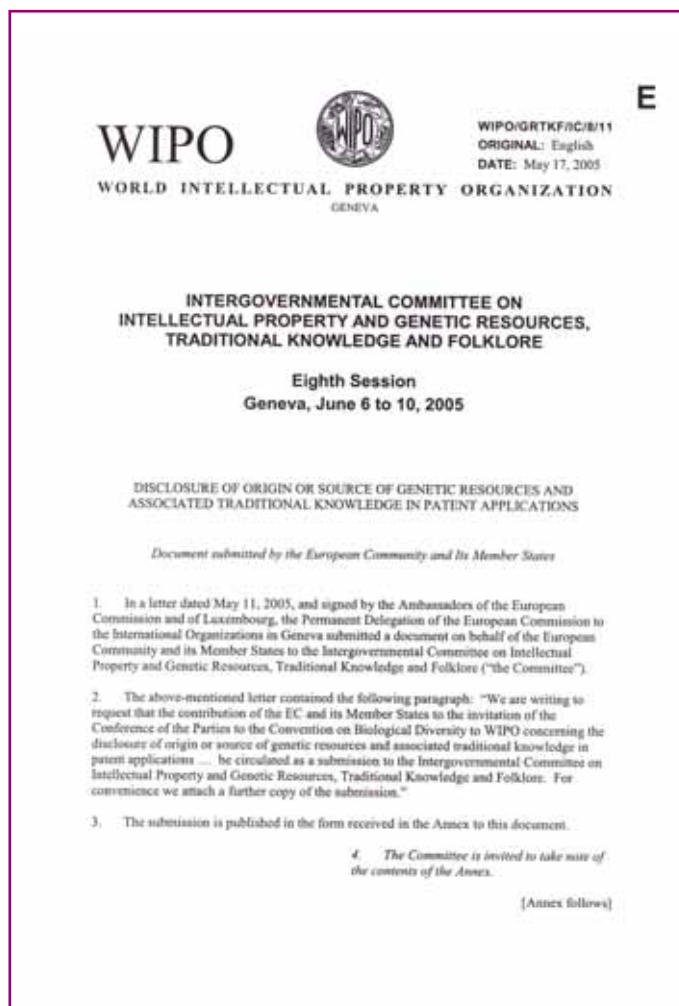 E
WIPO
WIPO
WIPO/GRTKF/IC/8/11
ORIGINAL: English
DATE: May 17, 2005
WORLD INTELLECTUAL PROPERTY ORGANIZATION
GENEVA
INTERGOVERNMENTAL COMMITTEE ON
INTELLECTUAL PROPERTY AND GENETIC RESOURCES,
TRADITIONAL KNOWLEDGE AND FOLKLORE
Eighth Session
Geneva, June 6 to 10, 2005
DISCLOSURE OF ORIGIN OR SOURCE OF GENETIC RESOURCES AND
ASSOCIATED TRADITIONAL KNOWLEDGE IN PATENT APPLICATIONS
Document submitted by the European Community and Its Member States
1. In a letter dated May 11, 2005, and signed by the Ambassadors of the European
Commission and of Luxembourg, the Permanent Delegation of the European Commission to
the International Organizations in Geneva submitted a document on behalf of the European
Community and its Member States to the Intergovernmental Committee on Intellectual
Property and Genetic Resources, Traditional Knowledge and Folklore (“the Committee”).
2. The above-mentioned letter contained the following paragraph: “We are writing to
request that the contribution of the EC and its Member States to the invitation of the
Conference of the Parties to the Convention on Biological Diversity to WIPO concerning the
disclosure of origin or source of genetic resources and associated traditional knowledge in
patent applications … be circulated as a submission to the Intergovernmental Committee on
Intellectual Property and Genetic Resources, Traditional Knowledge and Folklore. For
convenience we attach a further copy of the submission.”
3. The submission is published in the form received in the Annex to this document.
4. The Committee is invited to take note of
the contents of the Annex.
[Annex follows]